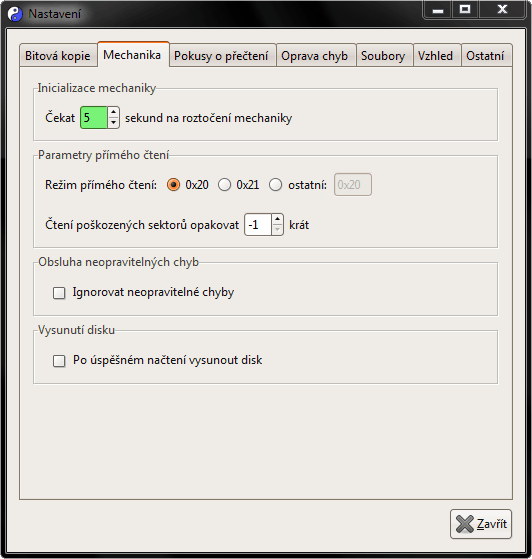 Nastavení
Bitová kopie Mechanika Pokusy o přečtení Oprava chyb Soubory Vzhled Ostatní
Inicializace mechaniky
Čekat 5 sekund na roztočení mechaniky
Parametry přímého čtení
Režim přímého čtení: 0x20 0x21 ostatní: 0x20
Čtení poškozených sektorů opakovat -1 krát
Obsluha neopravitelných chyb
Ignorovat neopravitelné chyby
Vysunutí disku
Po úspěšném načtení vysunout disk
Zavřít